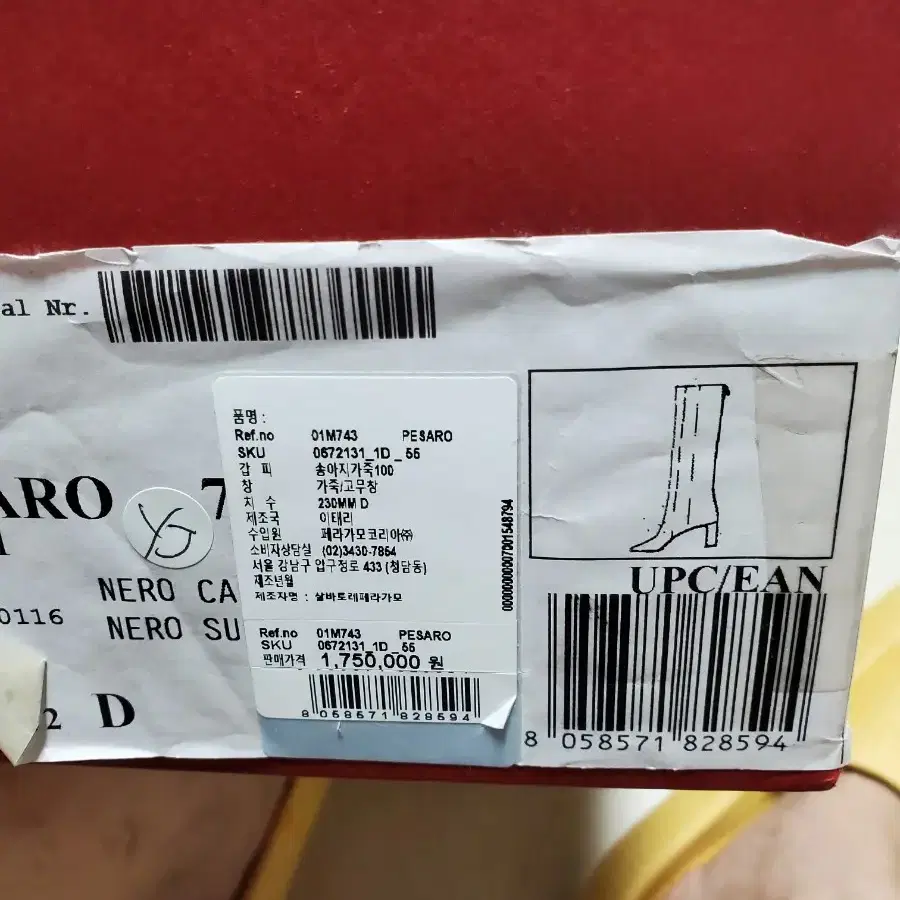 al Nr.
ARO
7
YG
NERO CA
0116
NERO SU
2 D
품명 :
Ref.no 01M743 PESARO
SKU 0672131_1D_55
갑 피 송아지가죽100
창 가죽/고무창
치 수 230MM D
제조국 이태리
수입원 페라가모코리아㈜
소비자상담실 (02)3430-7854
서울 강남구 압구정로 433 (청담동)
제조년월
제조자명 : 살바토레페라가모
Ref.no 01M743 PESARO
SKU 0672131_1D_55
판매가격 1,750,000 원
8 058571 828594
UPC/EAN
8 058571 828594